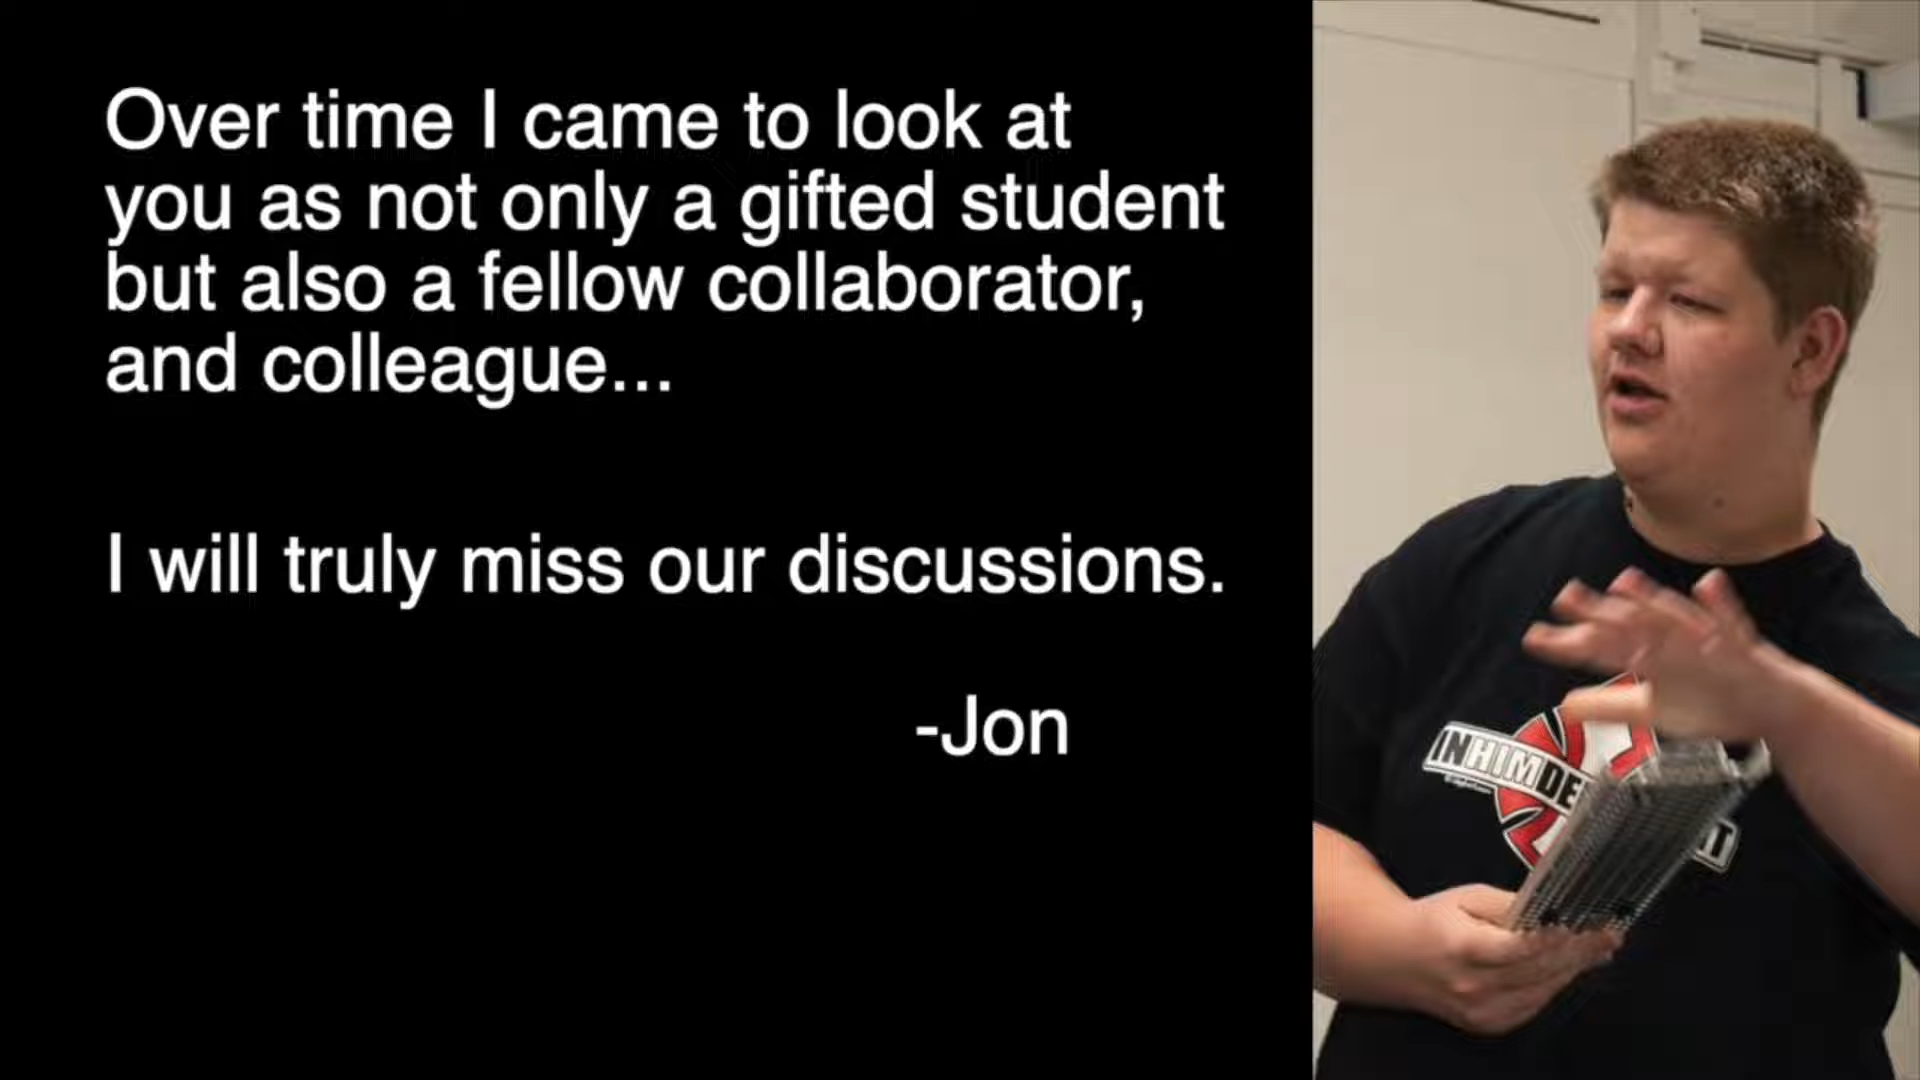 Over time I came to look at
you as not only a gifted student
but also a fellow collaborator,
and colleague...
I will truly miss our discussions.
-Jon
INHIMDE
T